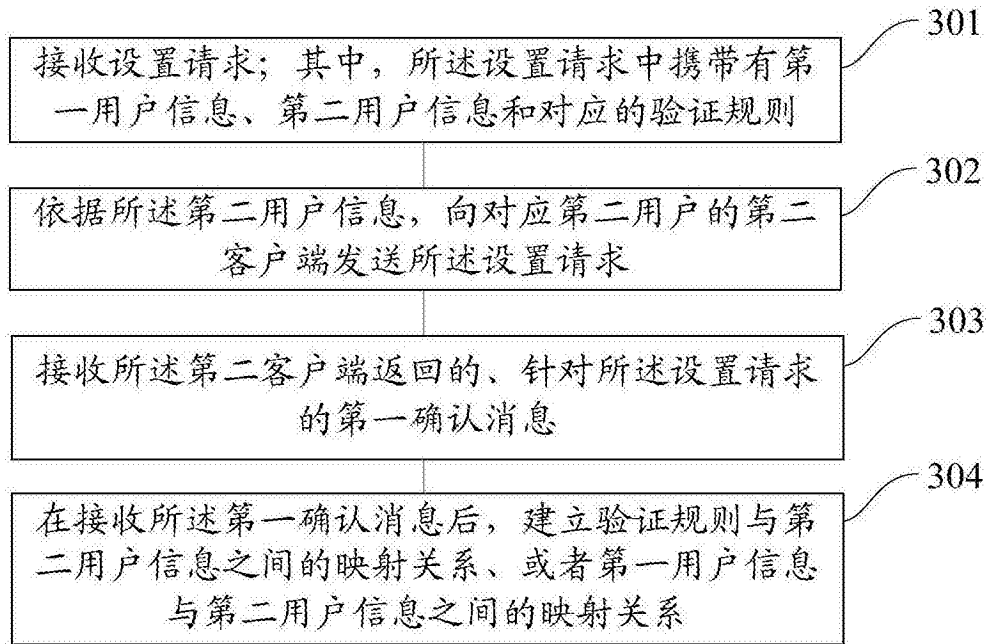 301
接收设置请求；其中，所述设置请求中携带有第
一用户信息、第二用户信息和对应的验证规则
302
依据所述第二用户信息，向对应第二用户的第二
客户端发送所述设置请求
303
接收所述第二客户端返回的、针对所述设置请求
的第一确认消息
304
在接收所述第一确认消息后，建立验证规则与第
二用户信息之间的映射关系、或者第一用户信息
与第二用户信息之间的映射关系